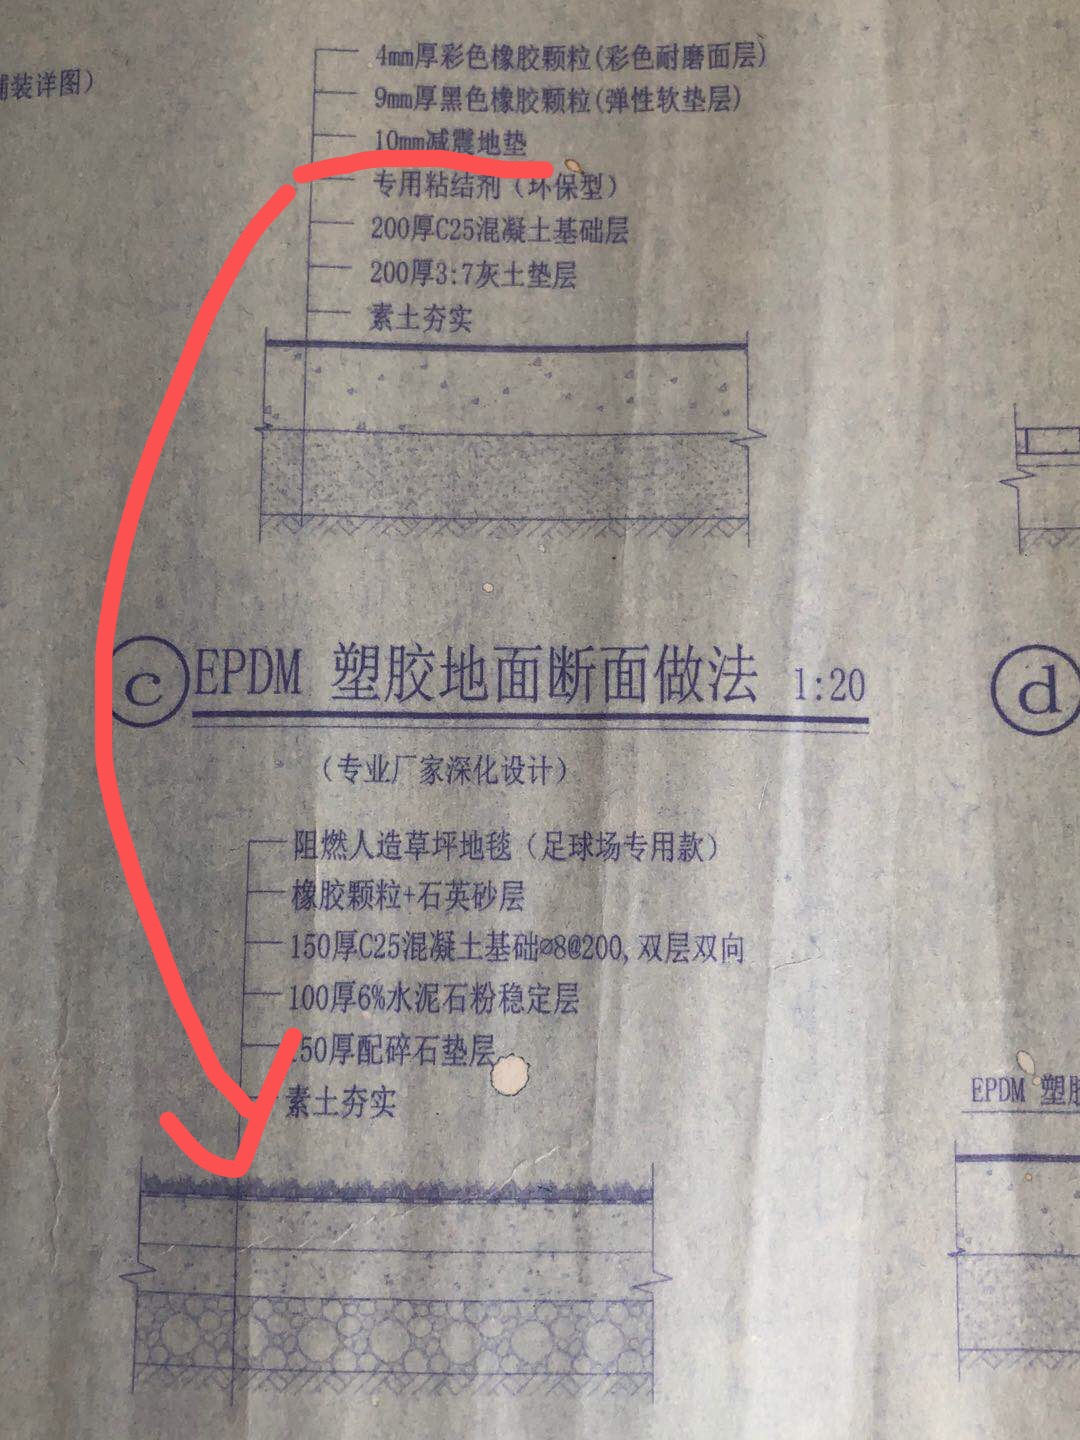 铺装详图）
4mm厚彩色橡胶颗粒(彩色耐磨面层)
9mm厚黑色橡胶颗粒(弹性软垫层)
10mm减震地垫
专用粘结剂（环保型）
200厚C25混凝土基础层
200厚3:7灰土垫层
素土夯实
c EPDM 塑胶地面断面做法 1:20
d
（专业厂家深化设计）
阻燃人造草坪地毯（足球场专用款）
橡胶颗粒+石英砂层
150厚C25混凝土基础⌀8@200,双层双向
100厚6%水泥石粉稳定层
50厚配碎石垫层
素土夯实
EPDM 塑胶